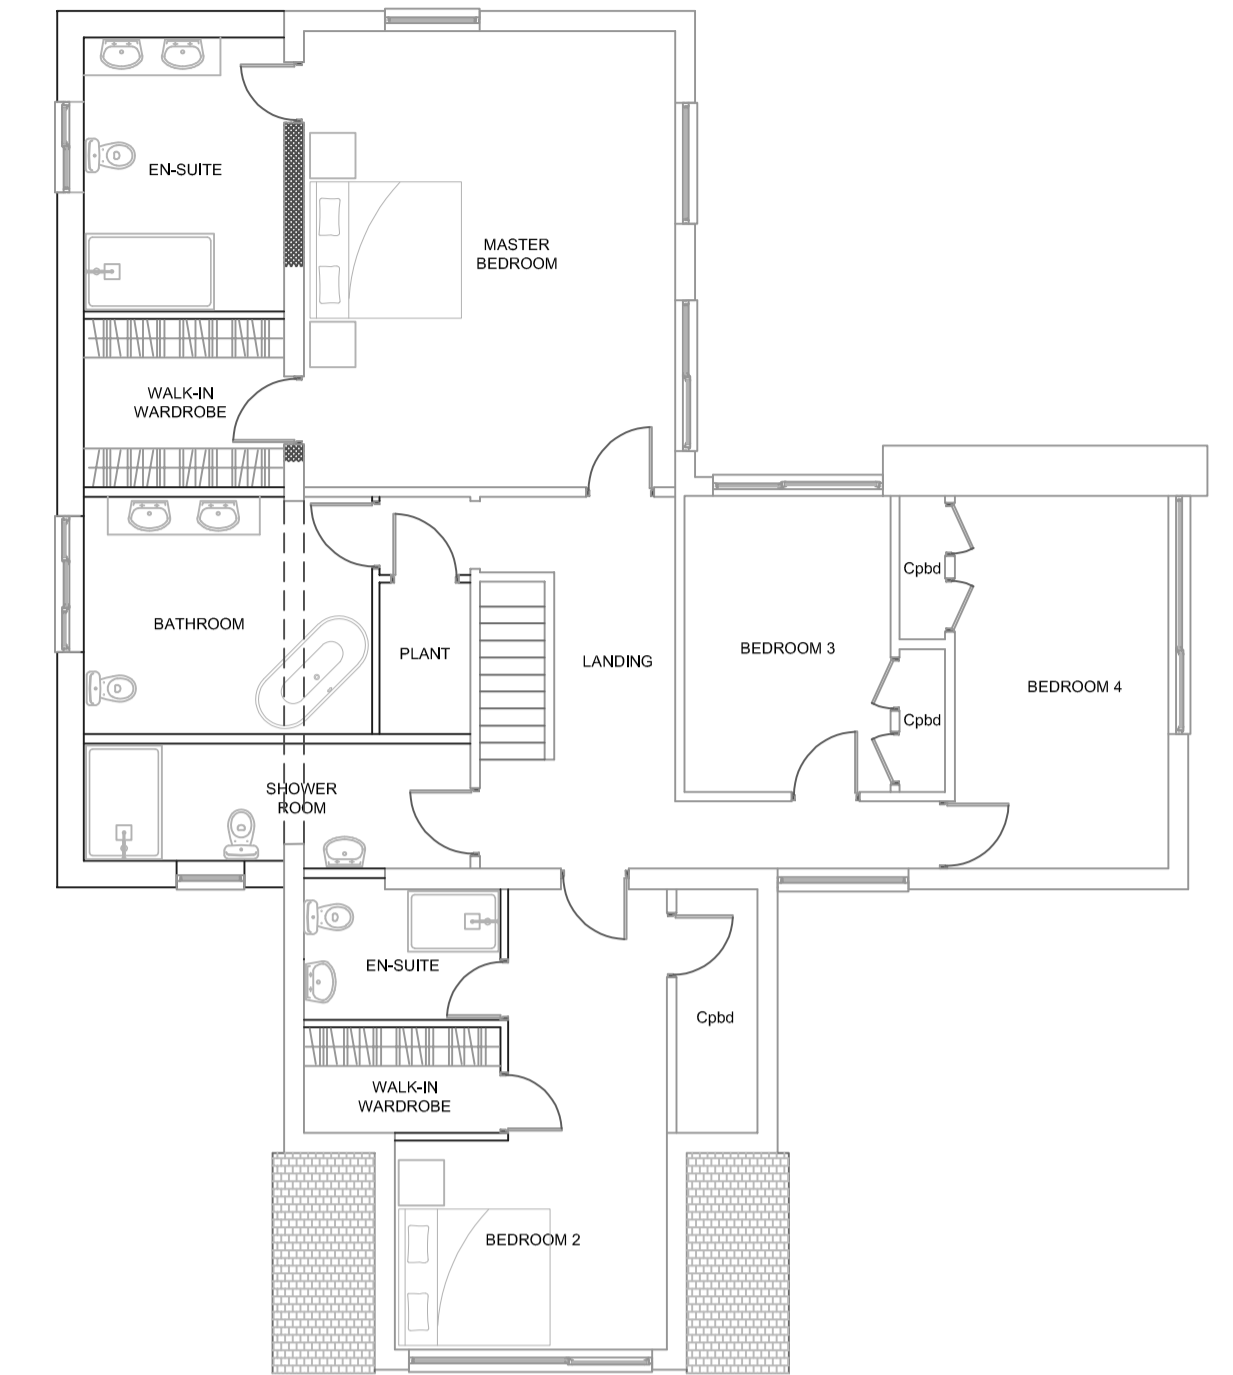 EN-SUITE
MASTER
BEDROOM
WALK-IN
WARDROBE
Cpbd
BATHROOM
PLANT
LANDING
BEDROOM 3
BEDROOM 4
Cpbd
SHOWER
ROOM
EN-SUITE
Cpbd
WALK-IN
WARDROBE
BEDROOM 2